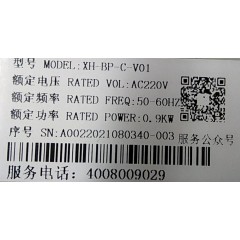 型号 MODEL:XH-BP-C-V01
额定电压 RATED VOL:AC220V
额定频率 RATED FREQ:50-60HZ
额定功率 RATED POWER:0.9KW
序号 SN:A0022021080340-003 服务公众号
服务电话: 4008009029